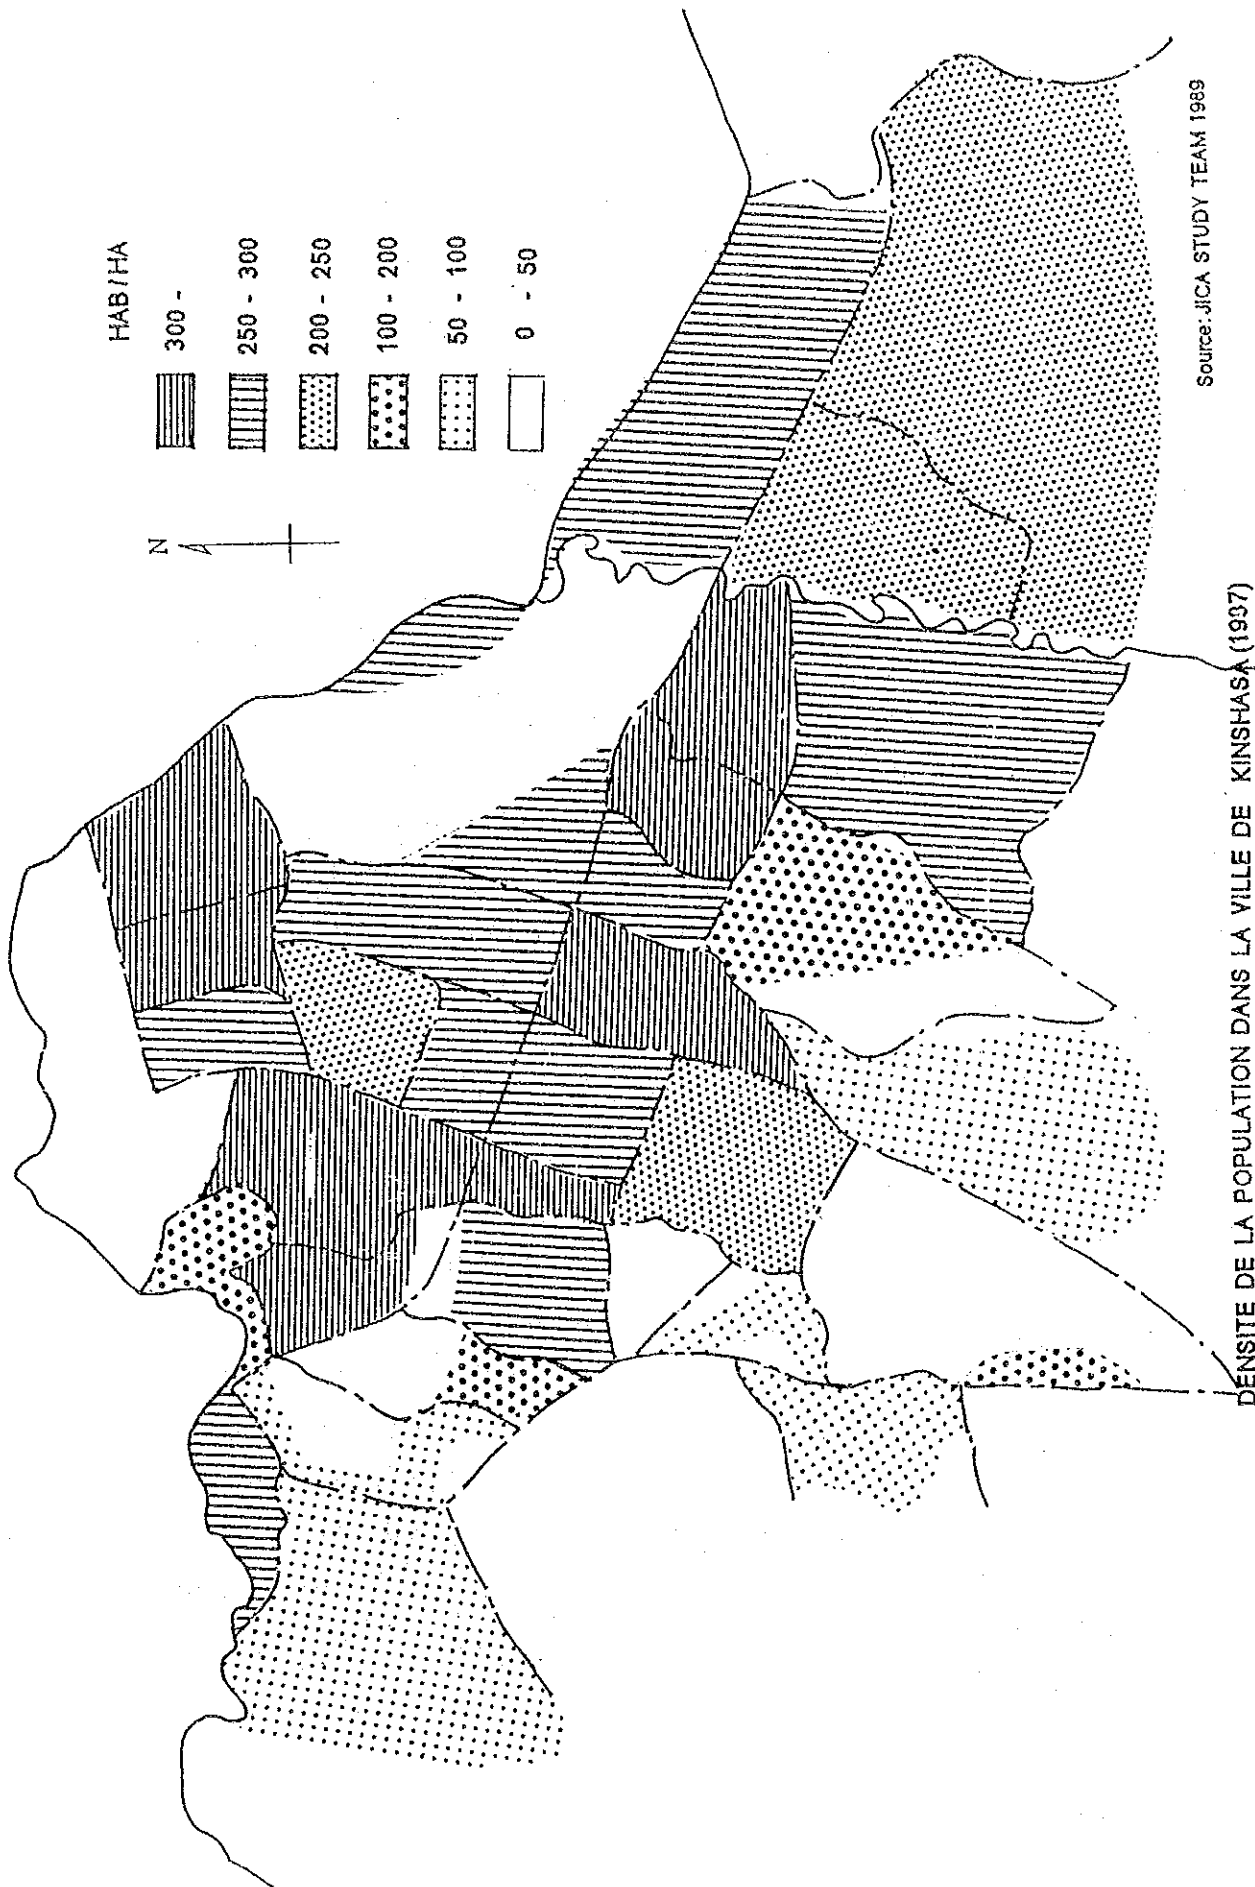 HAB / HA
300 -
250 - 300
200 - 250
100 - 200
50 - 100
0 - 50
N
Source: JICA STUDY TEAM 1989
DENSITE DE LA POPULATION DANS LA VILLE DE KINSHASA (1987)